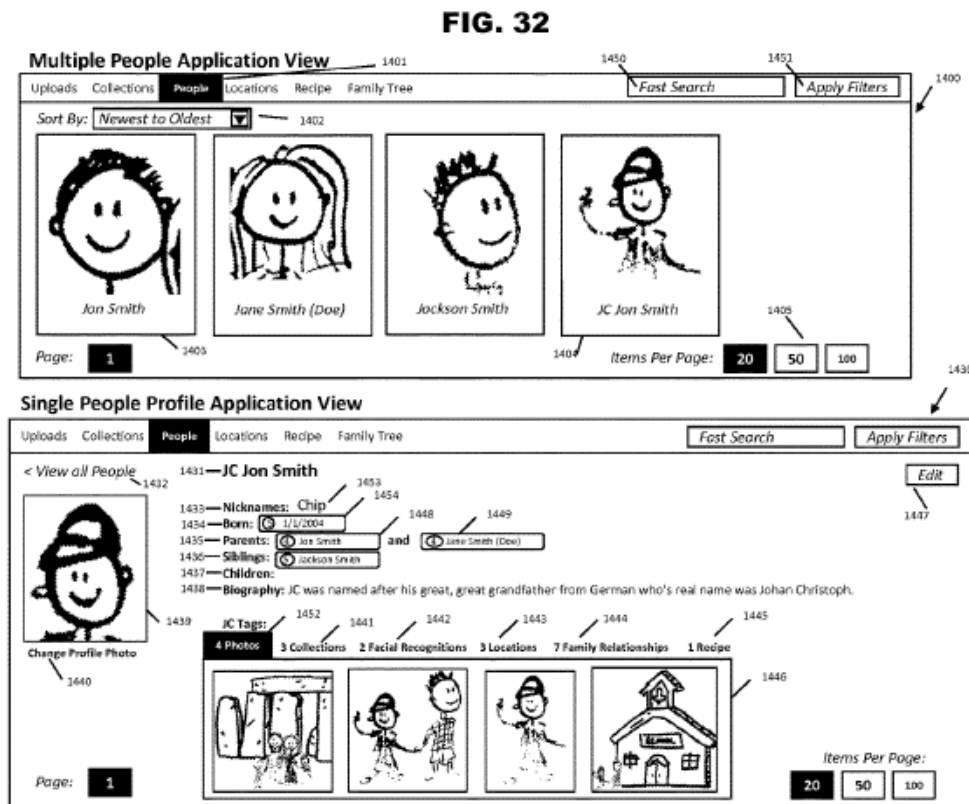 FIG. 32
Multiple People Application View
1401
1450
1451
1400
Uploads Collections People Locations Recipe Family Tree
Fast Search
Apply Filters
Sort By: Newest to Oldest
1402
Jon Smith
Jane Smith (Doe)
Jackson Smith
JC Jon Smith
1403
1404
1405
Page: 1
Items Per Page: 20 50 100
Single People Profile Application View
Uploads Collections People Locations Recipe Family Tree
Fast Search
Apply Filters
< View all People
1432
1431 JC Jon Smith
Edit
1447
1453
1454
1433 Nicknames: Chip
1434 Born: 1/1/2004
1448
1449
1435 Parents: Jon Smith and Jane Smith (Doe)
1436 Siblings: Jackson Smith
1437 Children:
1438 Biography: JC was named after his great, great grandfather from German who's real name was Johan Christoph.
1439
Change Profile Photo
1440
JC Tags:
1452
1441
1442
1443
1444
1445
4 Photos 3 Collections 2 Facial Recognitions 3 Locations 7 Family Relationships 1 Recipe
1446
Page: 1
Items Per Page:
20 50 100